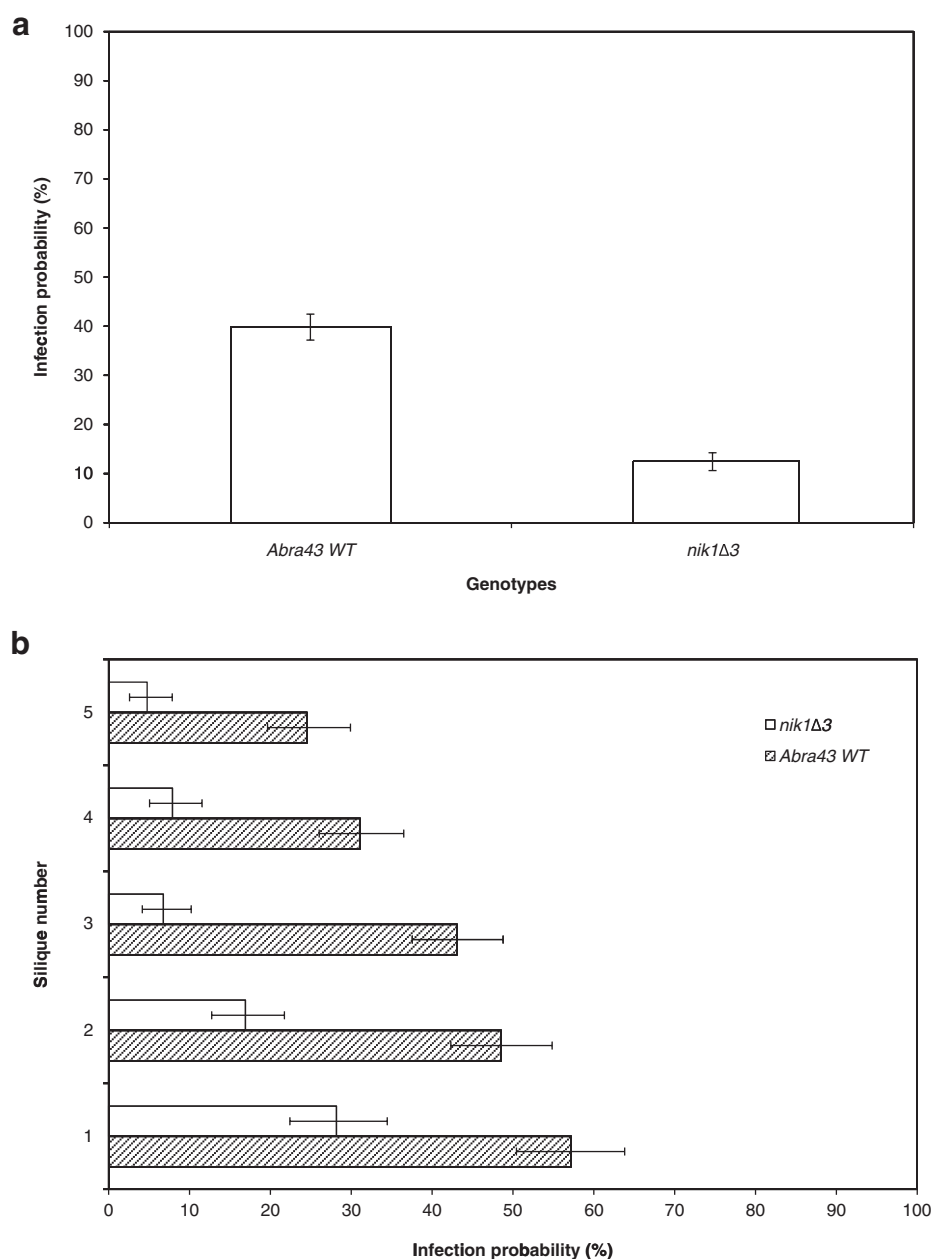 a
100
90
80
70
60
50
40
30
20
10
0
Infection probability (%)
Abra43 WT nik1Δ3
Genotypes
b
5
4
3
2
1
Silique number
nik1Δ3
Abra43 WT
0 10 20 30 40 50 60 70 80 90 100
Infection probability (%)